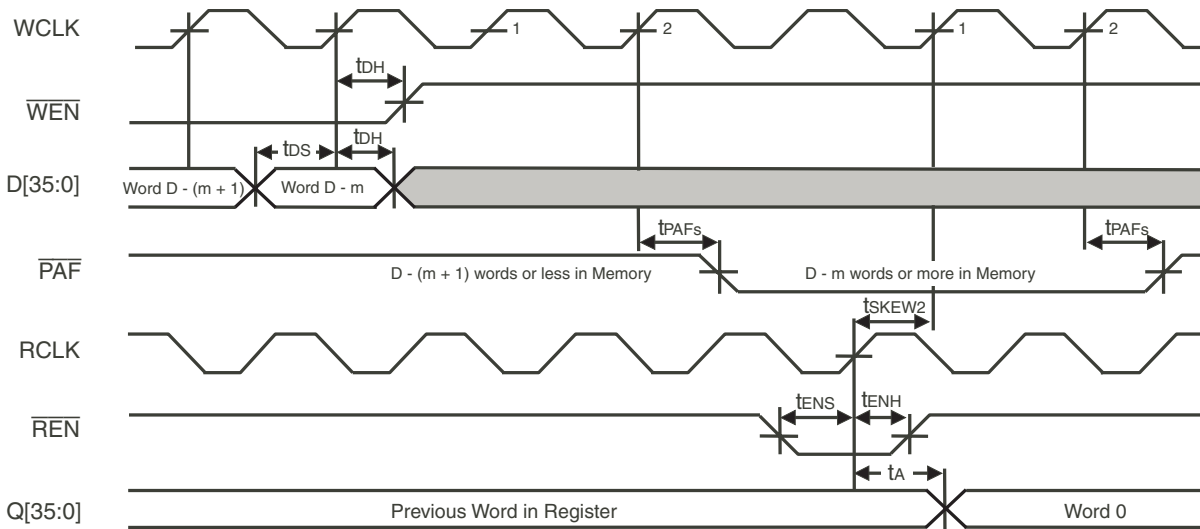 WCLK
1
2
1
2
tDH
WEN
tDS
tDH
D[35:0]
Word D - (m + 1)
Word D - m
tPAFs
tPAFs
PAF
D - (m + 1) words or less in Memory
D - m words or more in Memory
tSKEW2
RCLK
tENS
tENH
REN
tA
Q[35:0]
Previous Word in Register
Word 0